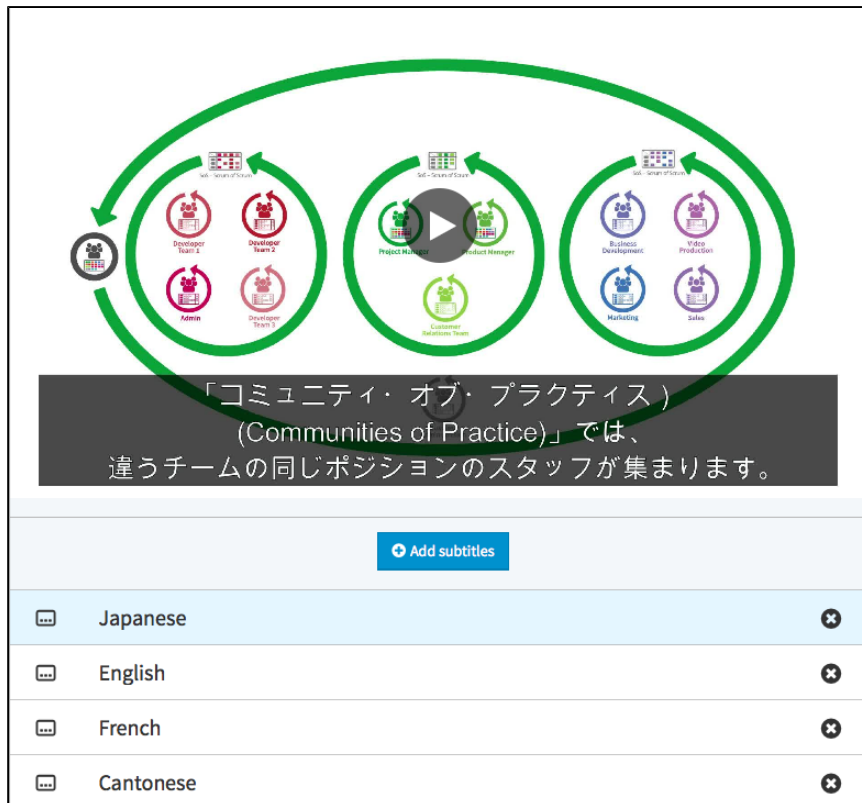 SoS – Scrum of Scrum
SoS – Scrum of Scrum
SoS – Scrum of Scrum
Developer
Team 1
Developer
Team 2
Admin
Developer
Team 3
Project Manager
Product Menager
Customer
Relations Team
Business
Development
Video
Production
Marketing
Sales
「コミュニティ・オブ・プラクティス )
(Communities of Practice)」では、
違うチームの同じポジションのスタッフが集まります。
Add subtitles
Japanese
English
French
Cantonese